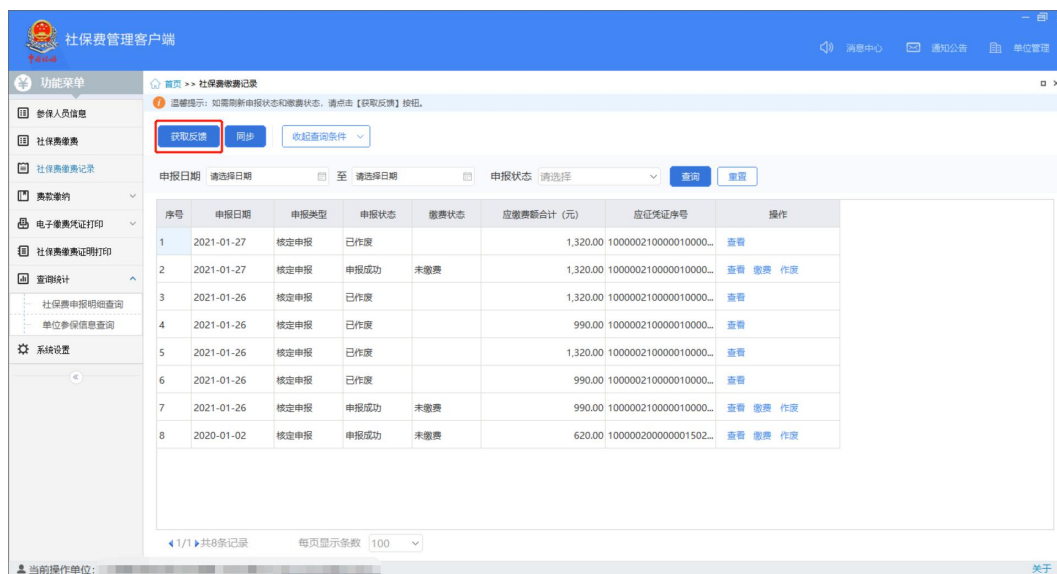 社保费管理客户端
消息中心 通知公告 单位管理
功能菜单
首页 >> 社保费缴费记录
温馨提示：如需刷新申报状态和缴费状态，请点击【获取反馈】按钮。
参保人员信息
社保费缴费
社保费缴费记录
费款缴纳
电子缴费凭证打印
社保费缴费证明打印
查询统计
社保费申报明细查询
单位参保信息查询
系统设置
获取反馈 同步 收起查询条件
申报日期 请选择日期 至 请选择日期 申报状态 请选择 查询 重置
序号 申报日期 申报类型 申报状态 缴费状态 应缴费额合计（元） 应征凭证序号 操作
1 2021-01-27 核定申报 已作废 1,320.00 100000210000010000... 查看
2 2021-01-27 核定申报 申报成功 未缴费 1,320.00 100000210000010000... 查看 缴费 作废
3 2021-01-26 核定申报 已作废 1,320.00 100000210000010000... 查看
4 2021-01-26 核定申报 已作废 990.00 100000210000010000... 查看
5 2021-01-26 核定申报 已作废 1,320.00 100000210000010000... 查看
6 2021-01-26 核定申报 已作废 990.00 100000210000010000... 查看
7 2021-01-26 核定申报 申报成功 未缴费 990.00 100000210000010000... 查看 缴费 作废
8 2020-01-02 核定申报 申报成功 未缴费 620.00 100000200000001502... 查看 缴费 作废
1/1 共8条记录 每页显示条数 100
当前操作单位： 关于